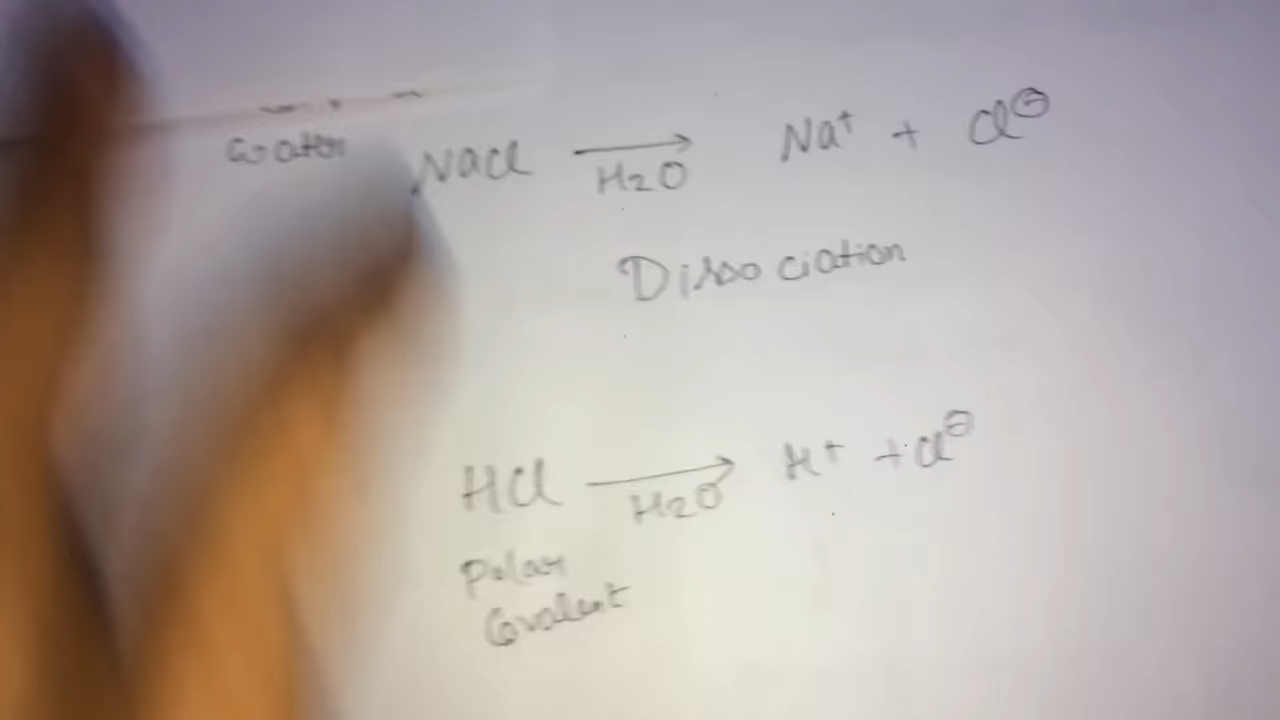 water NaCl →H2O Na⁺ + Cl⊖
Dissociation
HCl →H2O H⁺ + Cl⊖
Polar
Covalent